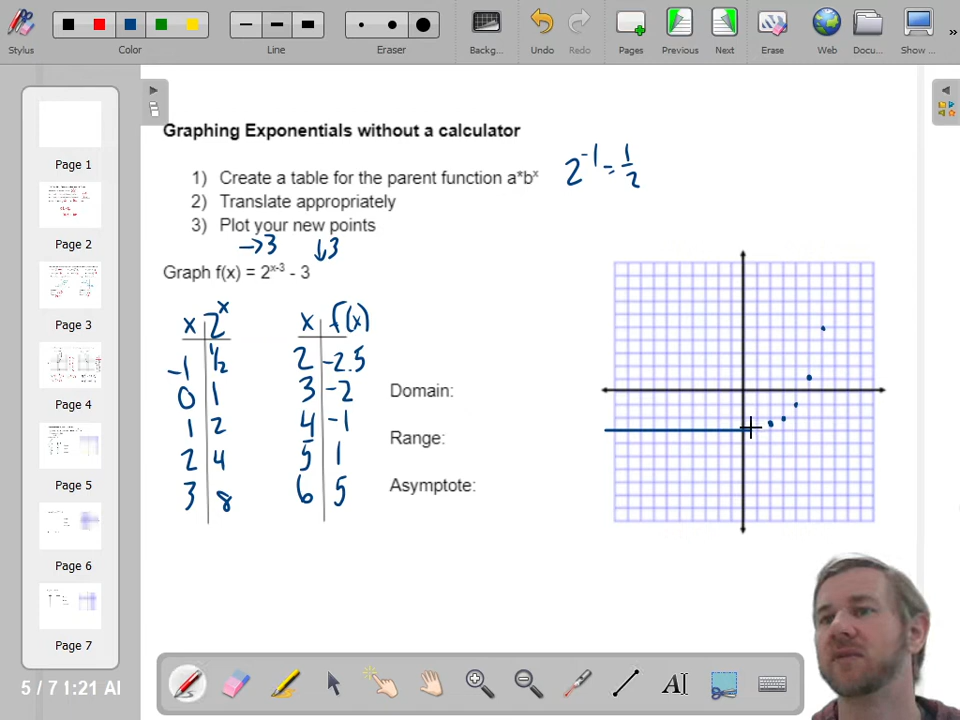 Stylus
Color
Line
Eraser
Backg...
Undo
Redo
Pages
Previous
Next
Erase
Web
Docu...
Show ...
»
Page 1
Page 2
Page 3
Page 4
Page 5
Page 6
Page 7
5 / 7 1:21 AI
Graphing Exponentials without a calculator
1) Create a table for the parent function a*bˣ
2⁻¹ = 1/2
2) Translate appropriately
3) Plot your new points
→3 ↓3
Graph f(x) = 2ˣ⁻³ - 3
x 2ˣ
-1 1/2
0 1
1 2
2 4
3 8
x f(x)
2 -2.5
3 -2
4 -1
5 1
6 5
Domain:
Range:
Asymptote: